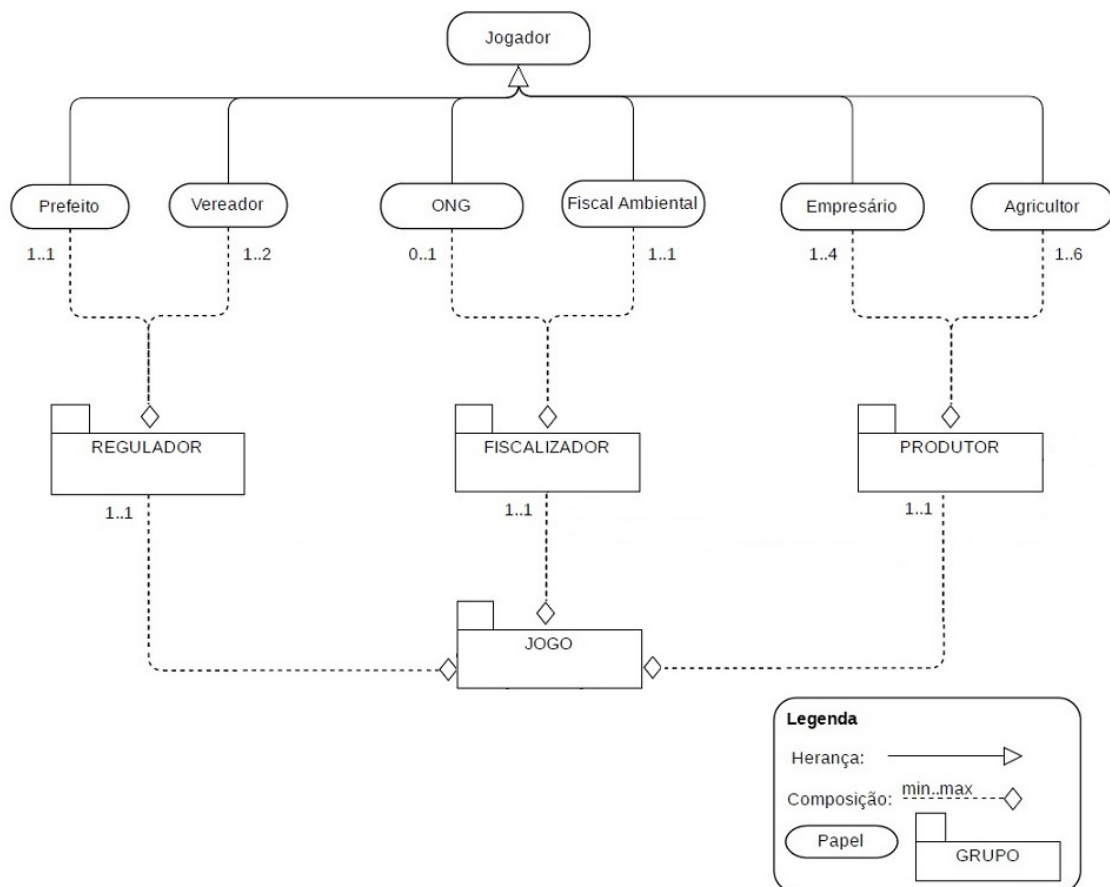 Jogador
Prefeito
Vereador
ONG
Fiscal Ambiental
Empresário
Agricultor
1..1
1..2
0..1
1..1
1..4
1..6
REGULADOR
FISCALIZADOR
PRODUTOR
1..1
1..1
1..1
JOGO
Legenda
Herança:
Composição:
min..max
Papel
GRUPO